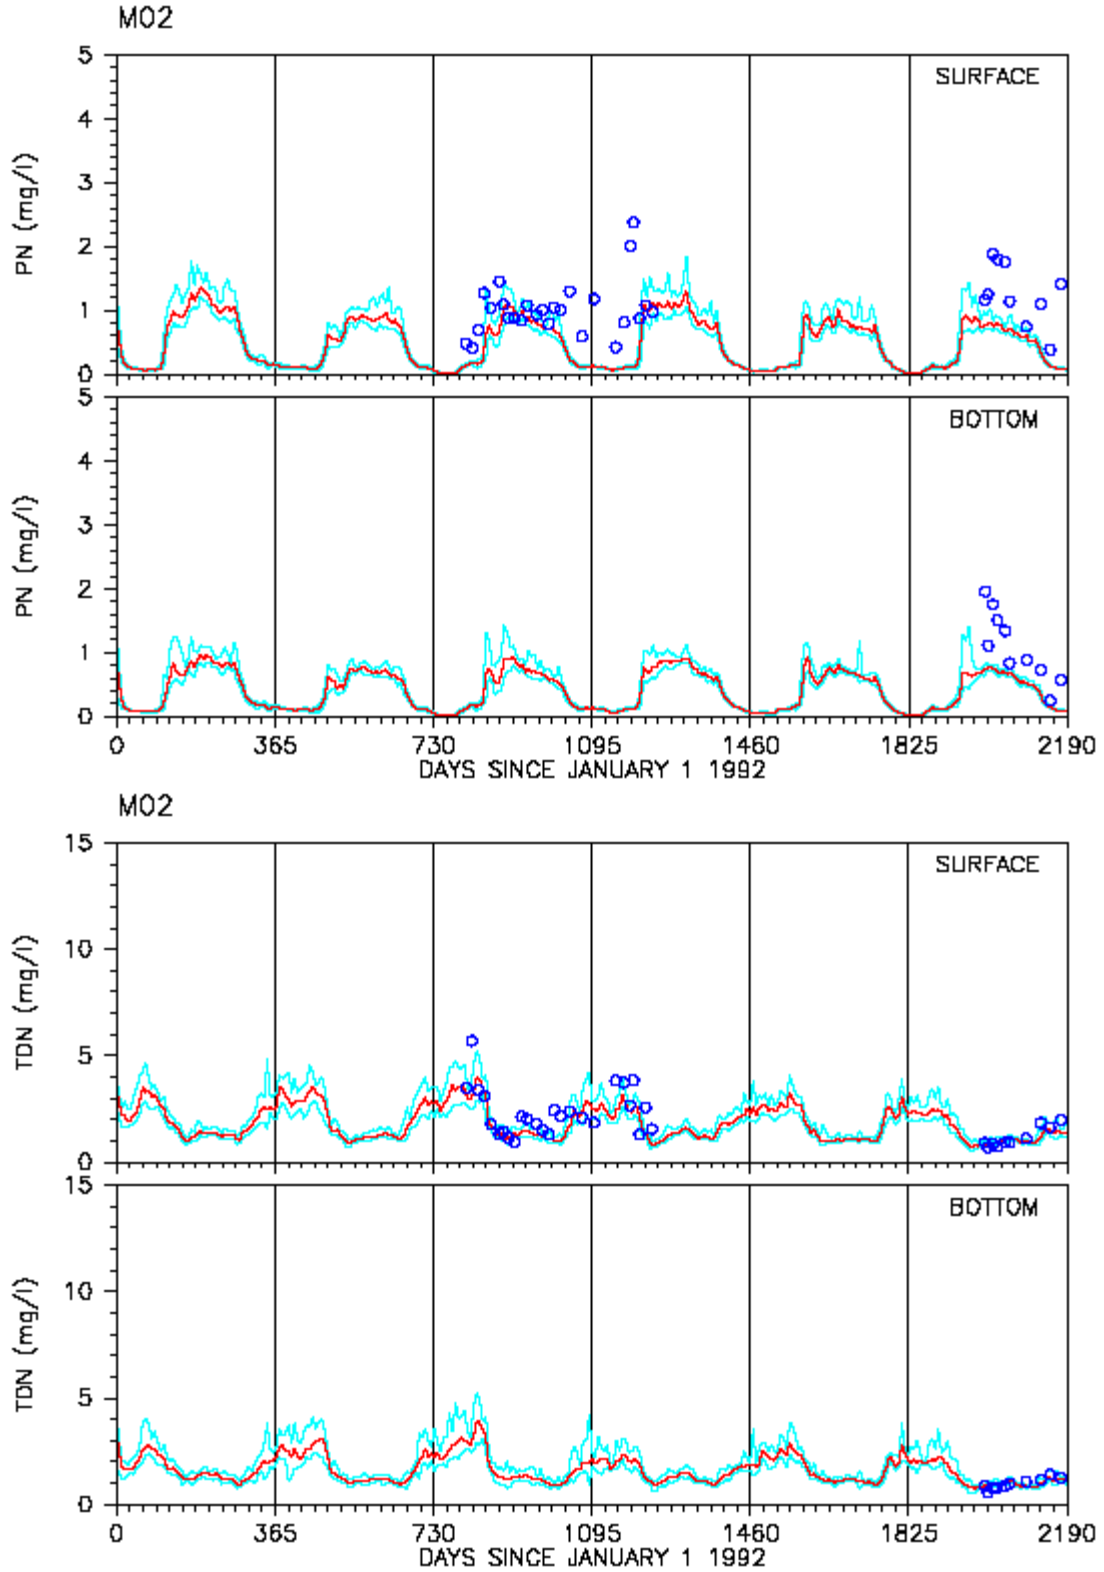 M02
5
SURFACE
4
3
PN (mg/l)
2
1
0
5
BOTTOM
4
3
PN (mg/l)
2
1
0
0 365 730 1095 1460 1825 2190
DAYS SINCE JANUARY 1 1992
M02
15
SURFACE
10
TDN (mg/l)
5
0
15
BOTTOM
10
TDN (mg/l)
5
0
0 365 730 1095 1460 1825 2190
DAYS SINCE JANUARY 1 1992